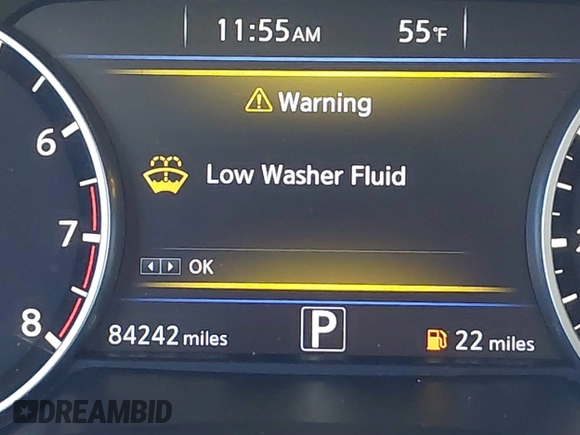 11:55AM 55°F
Warning
Low Washer Fluid
OK
6
7
8
84242 miles P 22 miles
DREAMBID